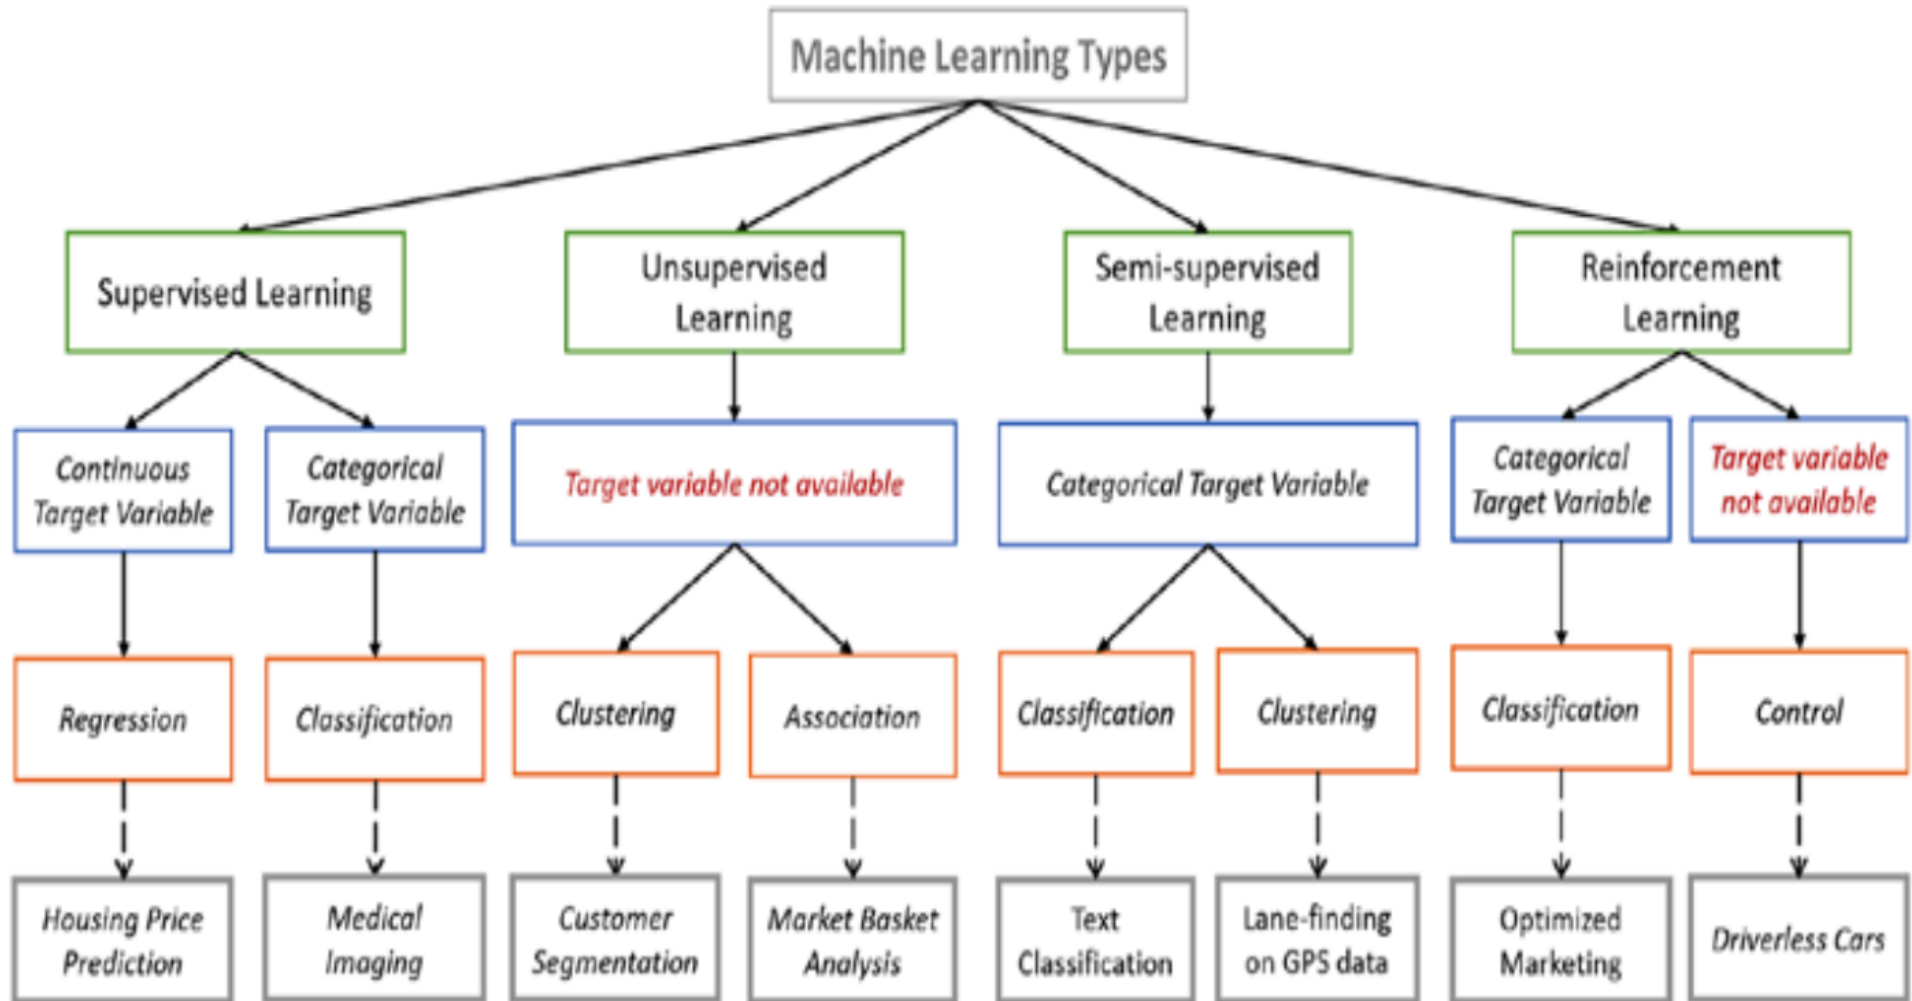 Machine Learning Types
Supervised Learning
Unsupervised
Learning
Semi-supervised
Learning
Reinforcement
Learning
Continuous
Target Variable
Categorical
Target Variable
Target variable not available
Categorical Target Variable
Categorical
Target Variable
Target variable
not available
Regression
Classification
Clustering
Association
Classification
Clustering
Classification
Control
Housing Price
Prediction
Medical
Imaging
Customer
Segmentation
Market Basket
Analysis
Text
Classification
Lane-finding
on GPS data
Optimized
Marketing
Driverless Cars